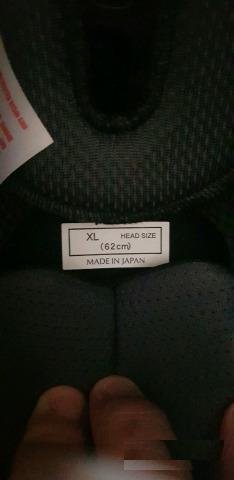 XL HEAD SIZE
(62cm)
MADE IN JAPAN